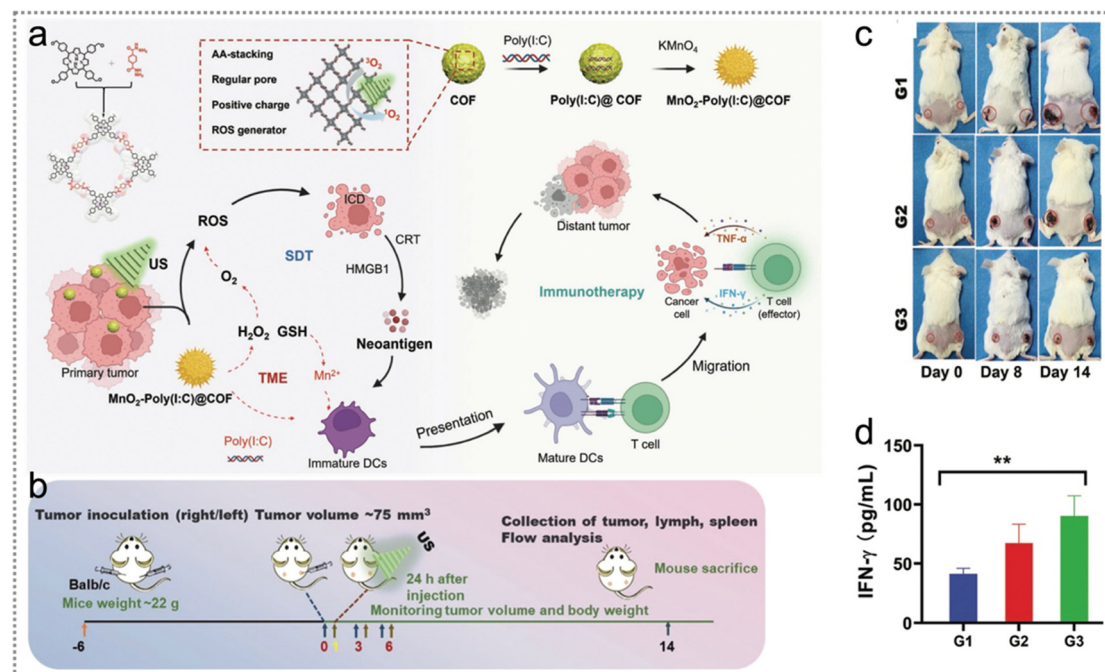 a
AA-stacking
Regular pore
Positive charge
ROS generator
³O₂
¹O₂
COF
Poly(I:C)
Poly(I:C)@ COF
KMnO₄
MnO₂-Poly(I:C)@COF
ROS
US
O₂
H₂O₂ GSH
Primary tumor
MnO₂-Poly(I:C)@COF
TME
Mn²⁺
Poly(I:C)
SDT
ICD
CRT
HMGB1
Neoantigen
Immature DCs
Presentation
Mature DCs
T cell
Migration
Immunotherapy
Distant tumor
TNF-α
IFN-γ
Cancer
cell
T cell
(effector)
b
Tumor inoculation (right/left)
Tumor volume ~75 mm³
US
Balb/c
Mice weight ~22 g
24 h after
injection
Monitoring tumor volume and body weight
Collection of tumor, lymph, spleen
Flow analysis
Mouse sacrifice
-6
0
1
3
6
14
c
G1
G2
G3
Day 0
Day 8
Day 14
d
IFN-γ (pg/mL)
150
100
50
0
**
G1
G2
G3